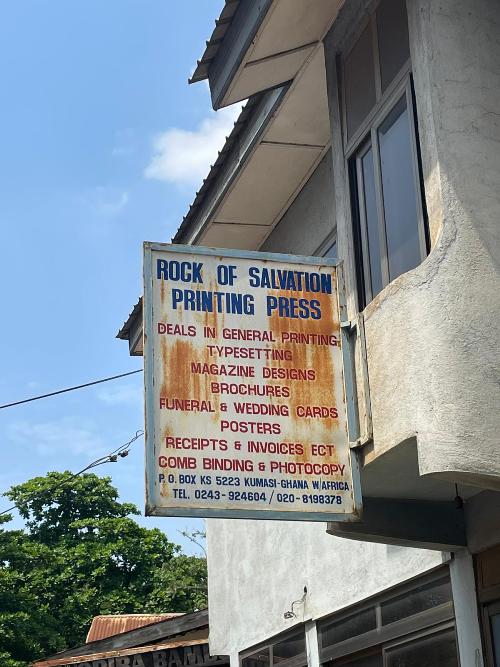 ROCK OF SALVATION
PRINTING PRESS
DEALS IN GENERAL PRINTING
TYPESETTING
MAGAZINE DESIGNS
BROCHURES
FUNERAL & WEDDING CARDS
POSTERS
RECEIPTS & INVOICES ECT
COMB BINDING & PHOTOCOPY
P. O. BOX KS 5223 KUMASI-GHANA W/AFRICA
TEL. 0243-924604 / 020-8198378